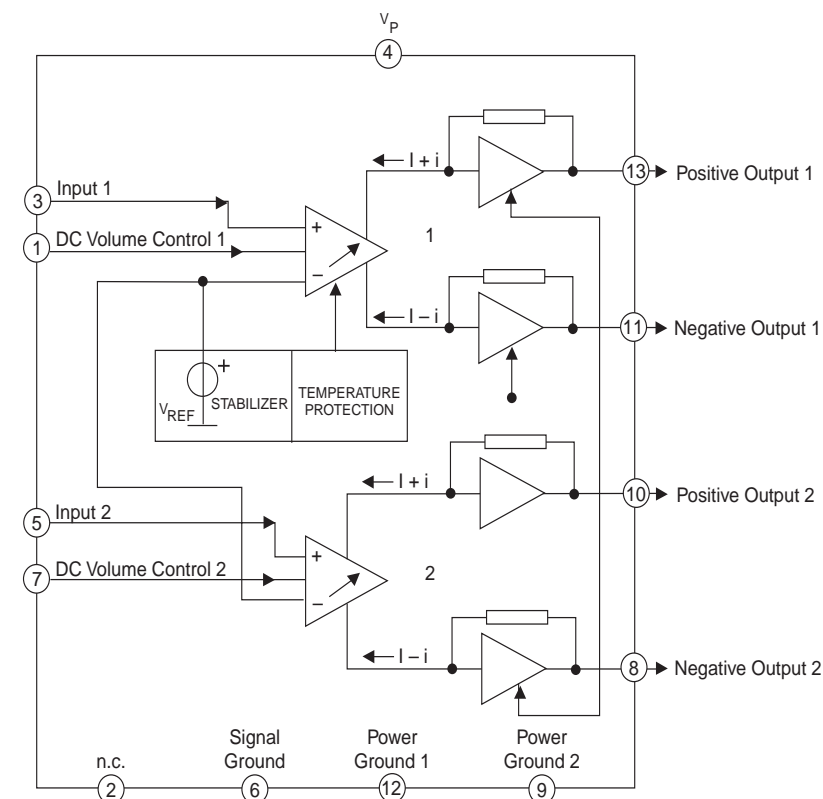 VP
4
I + i
13 Positive Output 1
3 Input 1
+
1
1 DC Volume Control 1
–
I – i
11 Negative Output 1
+
VREF
STABILIZER
TEMPERATURE
PROTECTION
I + i
10 Positive Output 2
5 Input 2
+
2
7 DC Volume Control 2
–
I – i
8 Negative Output 2
n.c.
2
Signal
Ground
6
Power
Ground 1
12
Power
Ground 2
9